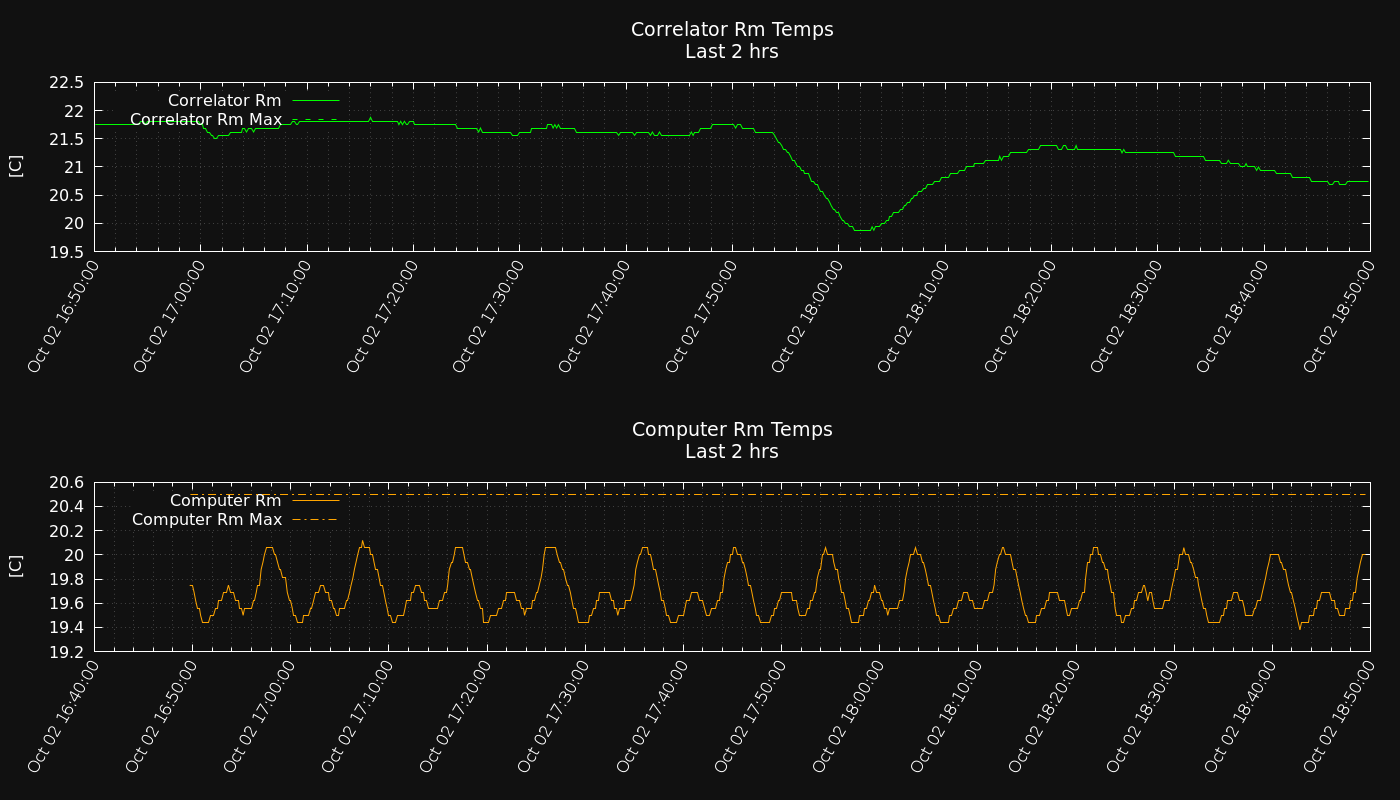 Correlator Rm Temps
Last 2 hrs
22.5
22
21.5
21
20.5
20
19.5
[C]
Correlator Rm
Correlator Rm Max
Oct 02 16:50:00
Oct 02 17:00:00
Oct 02 17:10:00
Oct 02 17:20:00
Oct 02 17:30:00
Oct 02 17:40:00
Oct 02 17:50:00
Oct 02 18:00:00
Oct 02 18:10:00
Oct 02 18:20:00
Oct 02 18:30:00
Oct 02 18:40:00
Oct 02 18:50:00
Computer Rm Temps
Last 2 hrs
20.6
20.4
20.2
20
19.8
19.6
19.4
19.2
[C]
Computer Rm
Computer Rm Max
Oct 02 16:40:00
Oct 02 16:50:00
Oct 02 17:00:00
Oct 02 17:10:00
Oct 02 17:20:00
Oct 02 17:30:00
Oct 02 17:40:00
Oct 02 17:50:00
Oct 02 18:00:00
Oct 02 18:10:00
Oct 02 18:20:00
Oct 02 18:30:00
Oct 02 18:40:00
Oct 02 18:50:00